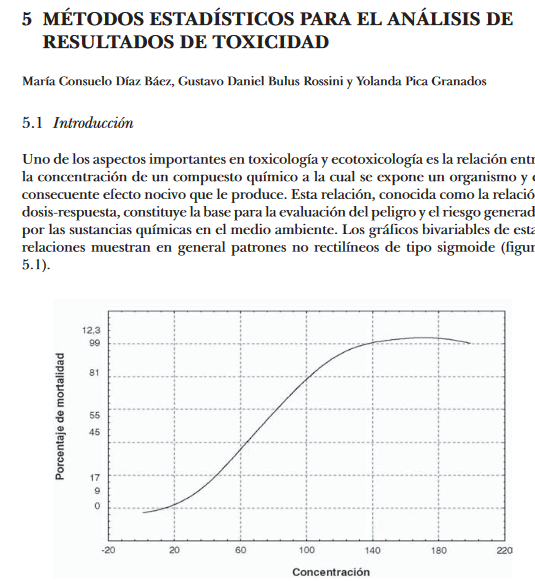 5 MÉTODOS ESTADÍSTICOS PARA EL ANÁLISIS DE
RESULTADOS DE TOXICIDAD
María Consuelo Díaz Báez, Gustavo Daniel Bulus Rossini y Yolanda Pica Granados
5.1 Introducción
Uno de los aspectos importantes en toxicología y ecotoxicología es la relación entr
la concentración de un compuesto químico a la cual se expone un organismo y e
consecuente efecto nocivo que le produce. Esta relación, conocida como la relació
dosis-respuesta, constituye la base para la evaluación del peligro y el riesgo generad
por las sustancias químicas en el medio ambiente. Los gráficos bivariables de esta
relaciones muestran en general patrones no rectilíneos de tipo sigmoide (figur
5.1).
Porcentaje de mortalidad
12,3
99
81
55
45
17
9
0
-20 20 60 100 140 180 220
Concentración